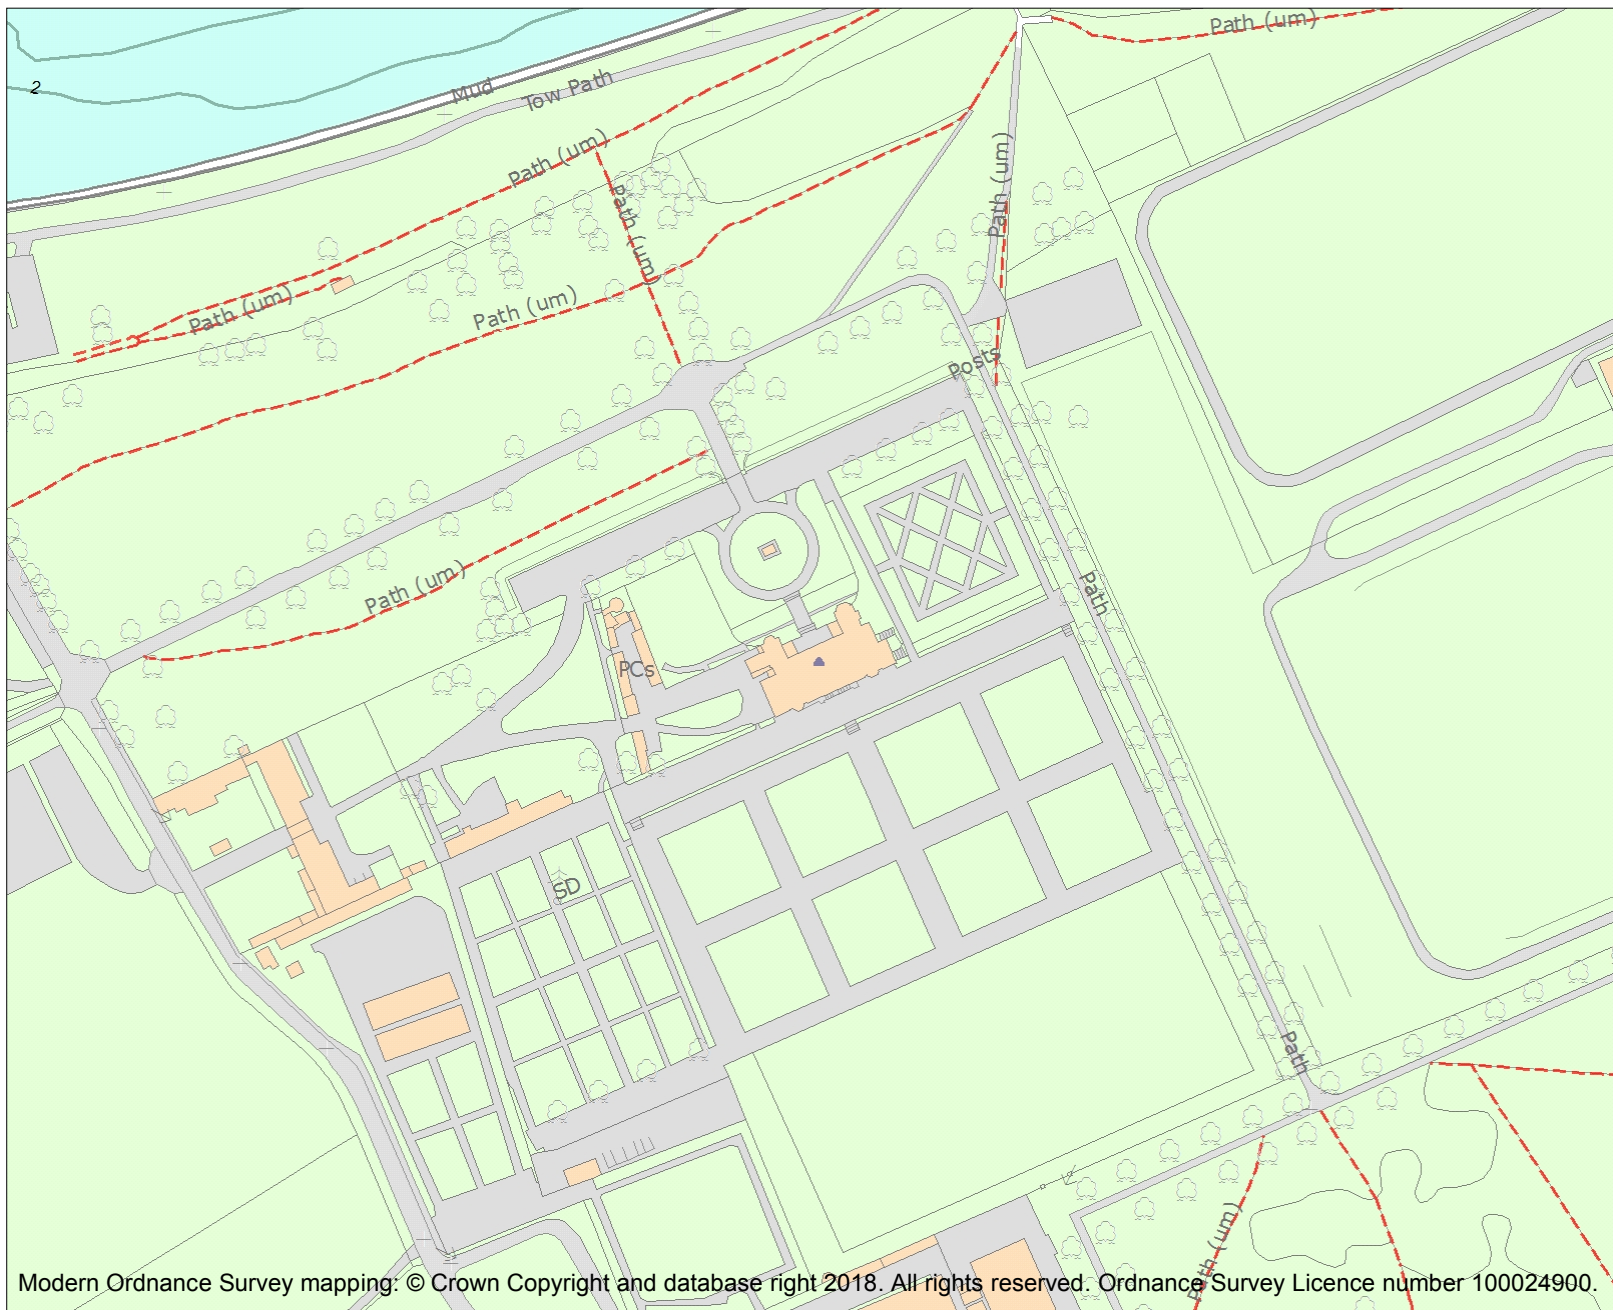 Path (um)
2
Mud
Tow Path
Path (um)
Path (um)
Path (um)
Path (um)
Path (um)
Posts
Path (um)
Path
PCs
SD
Path
Path (um)
Modern Ordnance Survey mapping: © Crown Copyright and database right 2018. All rights reserved. Ordnance Survey Licence number 100024900.